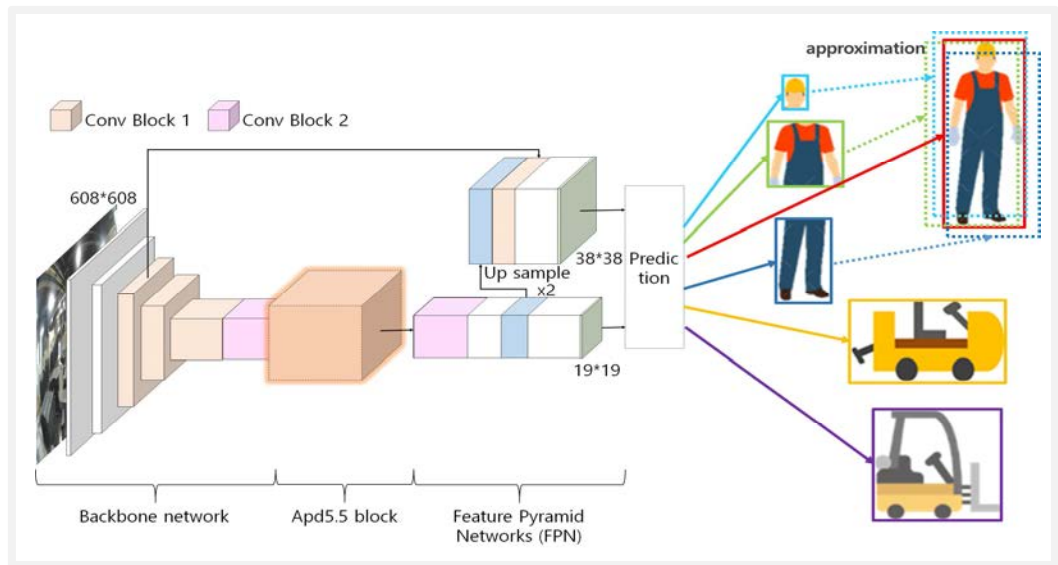 approximation
Conv Block 1
Conv Block 2
608*608
Up sample
x2
38*38
Predic
tion
19*19
Backbone network
Apd5.5 block
Feature Pyramid
Networks (FPN)